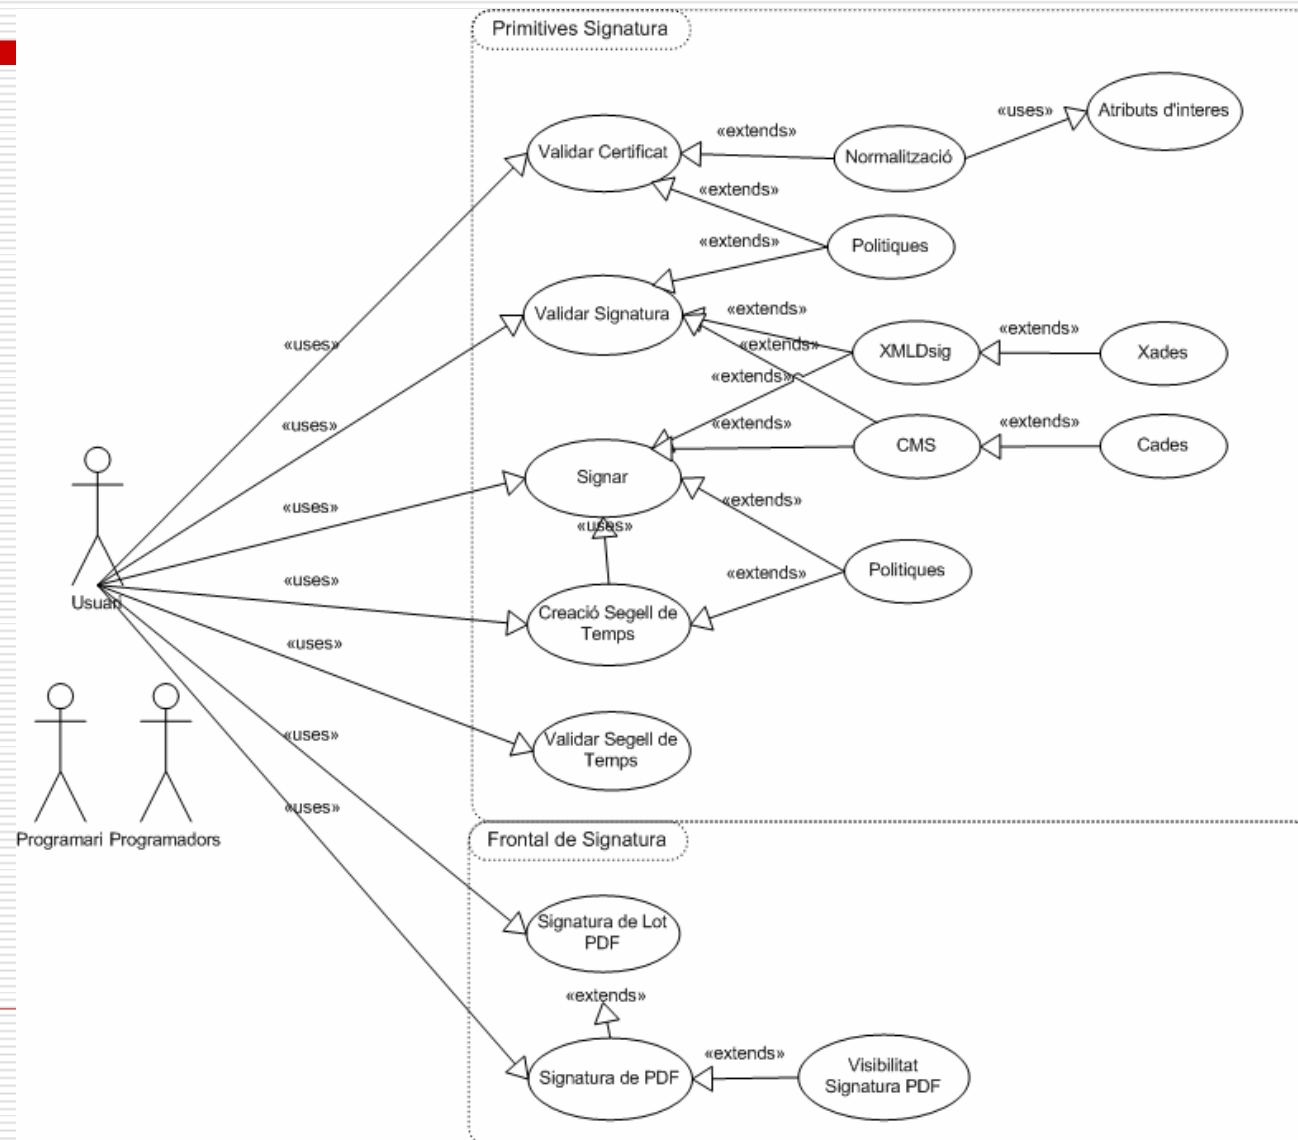 Primitives Signatura
Atributs d'interes
«uses»
«extends»
Validar Certificat
Normalització
«extends»
«extends»
Politiques
«extends»
Validar Signatura
«extends»
«uses»
«extends»
XMLDsig
Xades
«extends»
«extends»
«extends»
«uses»
CMS
Cades
Signar
«extends»
«uses»
«uses»
«extends»
Politiques
«uses»
Usuari
Creació Segell de
Temps
«uses»
Validar Segell de
Temps
«uses»
«uses»
Programari
Programadors
Frontal de Signatura
Signatura de Lot
PDF
«extends»
«extends»
Signatura de PDF
Visibilitat
Signatura PDF